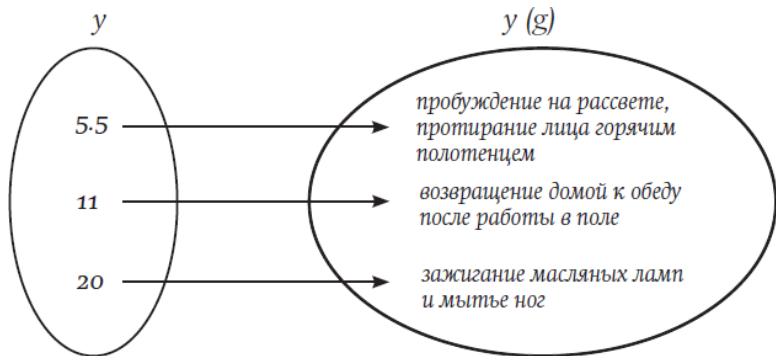 y
y (g)
5.5
пробуждение на рассвете,
протирание лица горячим
полотенцем
11
возвращение домой к обеду
после работы в поле
20
зажигание масляных ламп
и мытье ног